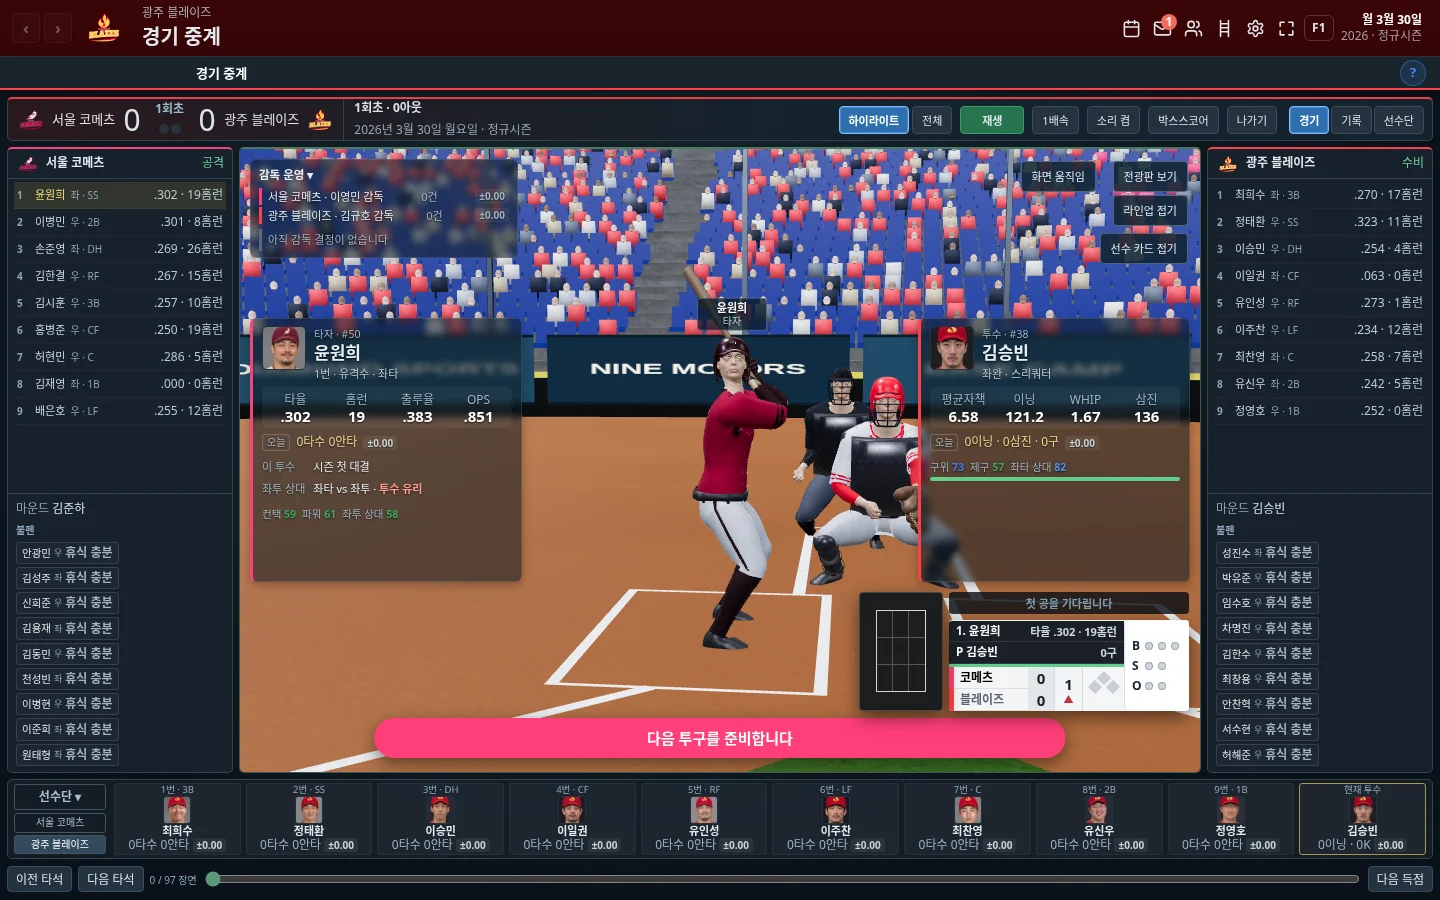 광주 블레이즈
경기 중계
1
F1
월 3월 30일
2026 · 정규시즌
경기 중계
?
서울 코메츠 0 1회초 0 광주 블레이즈
1회초 · 0아웃
2026년 3월 30일 월요일 · 정규시즌
하이라이트 전체 재생 1배속 소리 켬 박스스코어 나가기 경기 기록 선수단
서울 코메츠 공격
1 윤원희 좌 · SS .302 · 19홈런
2 이병민 우 · 2B .301 · 8홈런
3 손준영 좌 · DH .269 · 26홈런
4 김한결 우 · RF .267 · 15홈런
5 김시훈 우 · 3B .257 · 10홈런
6 홍병준 우 · CF .250 · 19홈런
7 허현민 우 · C .286 · 5홈런
8 김재영 좌 · 1B .000 · 0홈런
9 배은호 우 · LF .255 · 12홈런
마운드 김준하
불펜
안광민 우 휴식 충분
김성주 좌 휴식 충분
신희준 우 휴식 충분
김용재 좌 휴식 충분
김동민 우 휴식 충분
천성빈 좌 휴식 충분
이병현 우 휴식 충분
이준희 좌 휴식 충분
원태형 좌 휴식 충분
감독 운영 ▾
서울 코메츠 · 이영민 감독 0건 ±0.00
광주 블레이즈 · 김규호 감독 0건 ±0.00
아직 감독 결정이 없습니다
화면 움직임
전광판 보기
라인업 접기
선수 카드 접기
윤원희
타자
NINE MOTORS
타자 · #50
윤원희
1번 · 유격수 · 좌타
타율 홈런 출루율 OPS
.302 19 .383 .851
오늘 0타수 0안타 ±0.00
이 투수 시즌 첫 대결
좌투 상대 좌타 vs 좌투 · 투수 유리
컨택 59 파워 61 좌투 상대 58
투수 · #38
김승빈
좌완 · 스리쿼터
평균자책 이닝 WHIP 삼진
6.58 121.2 1.67 136
오늘 0이닝 · 0삼진 · 0구 ±0.00
구위 73 제구 57 좌타 상대 82
첫 공을 기다립니다
1. 윤원희 타율 .302 · 19홈런
P 김승빈 0구
코메츠 0
블레이즈 0
1
B
S
O
다음 투구를 준비합니다
광주 블레이즈 수비
1 최희수 좌 · 3B .270 · 17홈런
2 정태환 우 · SS .323 · 11홈런
3 이승민 우 · DH .254 · 4홈런
4 이일권 좌 · CF .063 · 0홈런
5 유인성 우 · RF .273 · 1홈런
6 이주찬 우 · LF .234 · 12홈런
7 최찬영 좌 · C .258 · 7홈런
8 유신우 좌 · 2B .242 · 5홈런
9 정영호 우 · 1B .252 · 0홈런
마운드 김승빈
불펜
성진수 좌 휴식 충분
박유준 우 휴식 충분
임수호 우 휴식 충분
차명진 우 휴식 충분
김한수 우 휴식 충분
최창용 우 휴식 충분
안찬혁 우 휴식 충분
서수현 우 휴식 충분
허해준 우 휴식 충분
선수단 ▾
서울 코메츠
광주 블레이즈
1번 · 3B
최희수
0타수 0안타 ±0.00
2번 · SS
정태환
0타수 0안타 ±0.00
3번 · DH
이승민
0타수 0안타 ±0.00
4번 · CF
이일권
0타수 0안타 ±0.00
5번 · RF
유인성
0타수 0안타 ±0.00
6번 · LF
이주찬
0타수 0안타 ±0.00
7번 · C
최찬영
0타수 0안타 ±0.00
8번 · 2B
유신우
0타수 0안타 ±0.00
9번 · 1B
정영호
0타수 0안타 ±0.00
현재 투수
김승빈
0이닝 · 0K ±0.00
이전 타석 다음 타석 0 / 97 장면 다음 득점